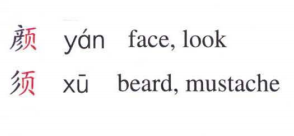 颜 yán face, look
须 xū beard, mustache